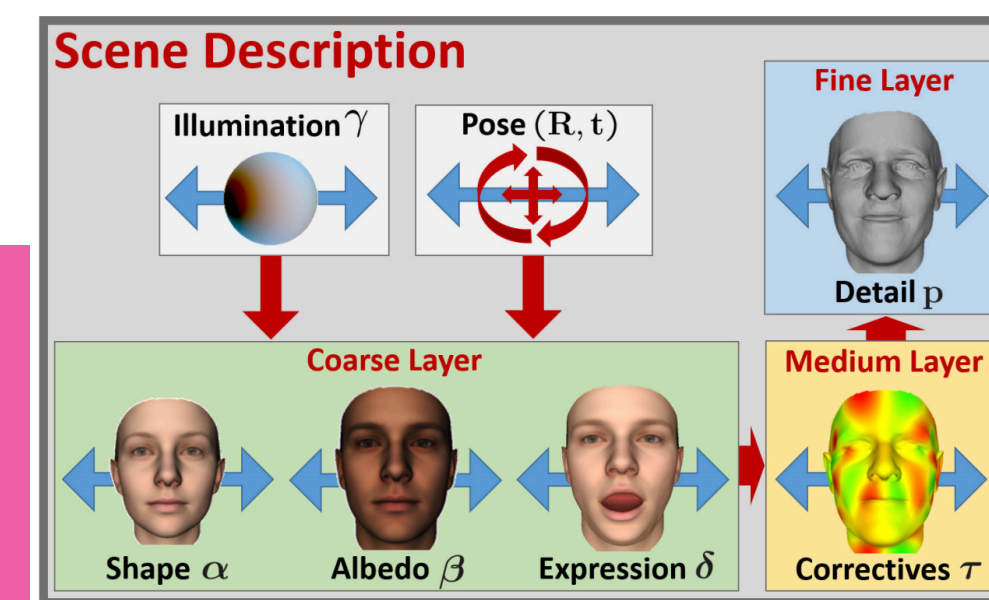 Scene Description
Illumination γ
Pose (R, t)
Fine Layer
Detail p
Coarse Layer
Medium Layer
Shape α
Albedo β
Expression δ
Correctives τ